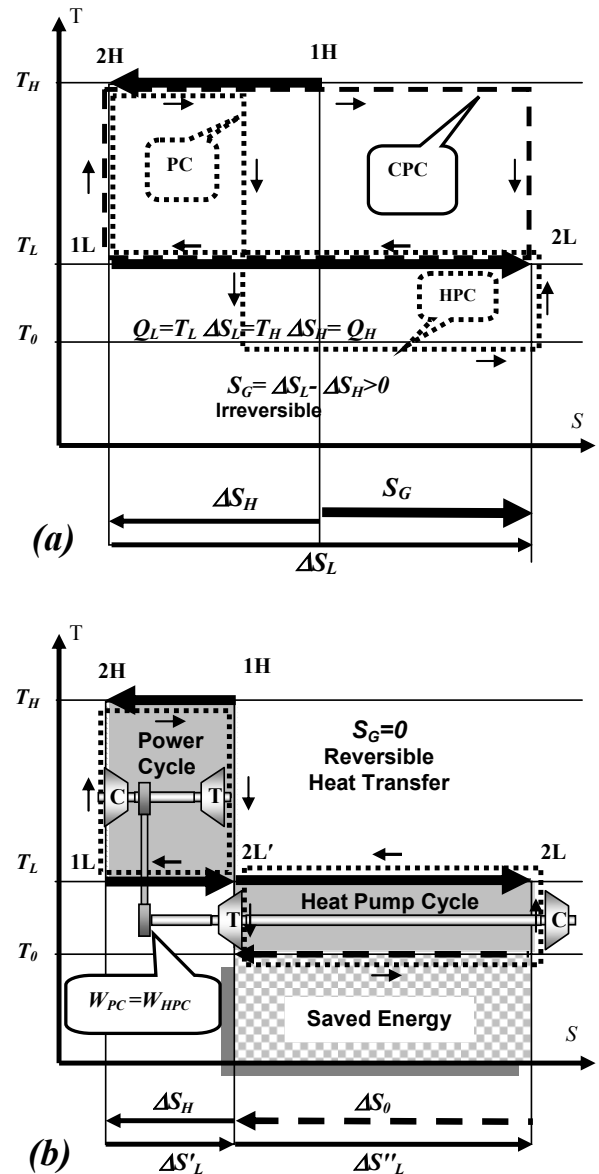 T
2H 1H
T_H
PC CPC
T_L 1L 2L
HPC
Q_L=T_L ΔS_L=T_H ΔS_H= Q_H
T_0
S_G= ΔS_L- ΔS_H>0
Irreversible
S
ΔS_H S_G
(a)
ΔS_L
T
2H 1H
T_H
S_G=0
Power Reversible
Cycle Heat Transfer
C T
T_L 1L 2L′ 2L
Heat Pump Cycle
T C
T_0
W_PC=W_HPC
Saved Energy
S
ΔS_H ΔS_0
(b)
ΔS′_L ΔS″_L